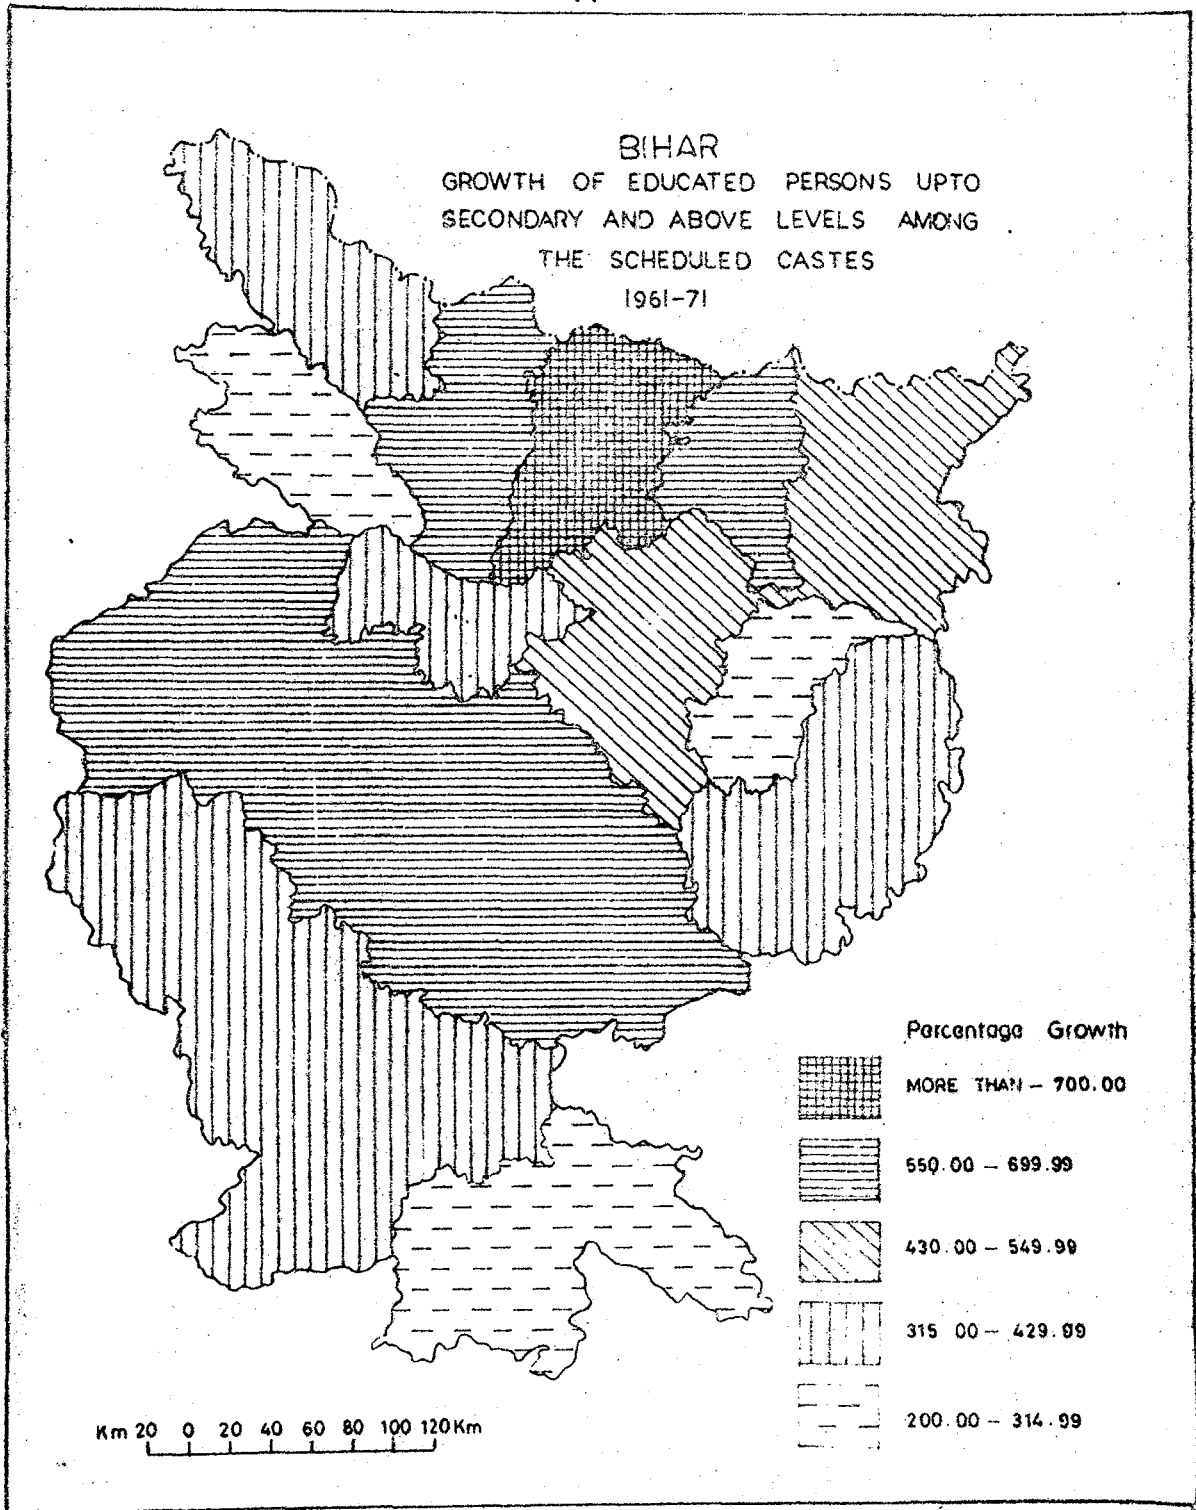 BIHAR
GROWTH OF EDUCATED PERSONS UPTO
SECONDARY AND ABOVE LEVELS AMONG
THE SCHEDULED CASTES
1961-71
Percentage Growth
MORE THAN - 700.00
550.00 - 699.99
430.00 - 549.99
315 00 - 429.99
200.00 - 314.99
Km 20 0 20 40 60 80 100 120 Km